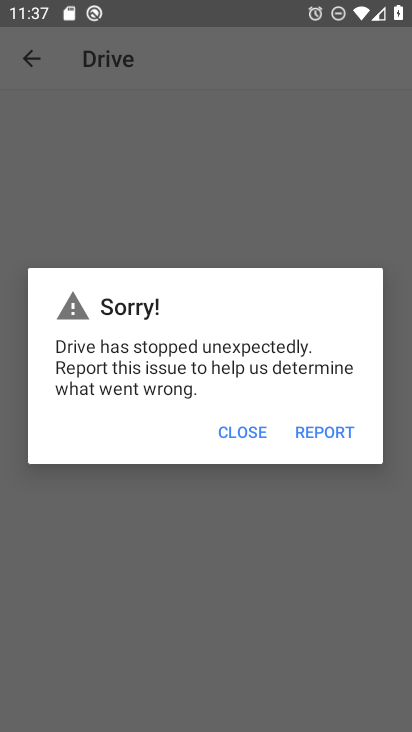 11:37
Drive
Sorry!
Drive has stopped unexpectedly.
Report this issue to help us determine
what went wrong.
CLOSE REPORT